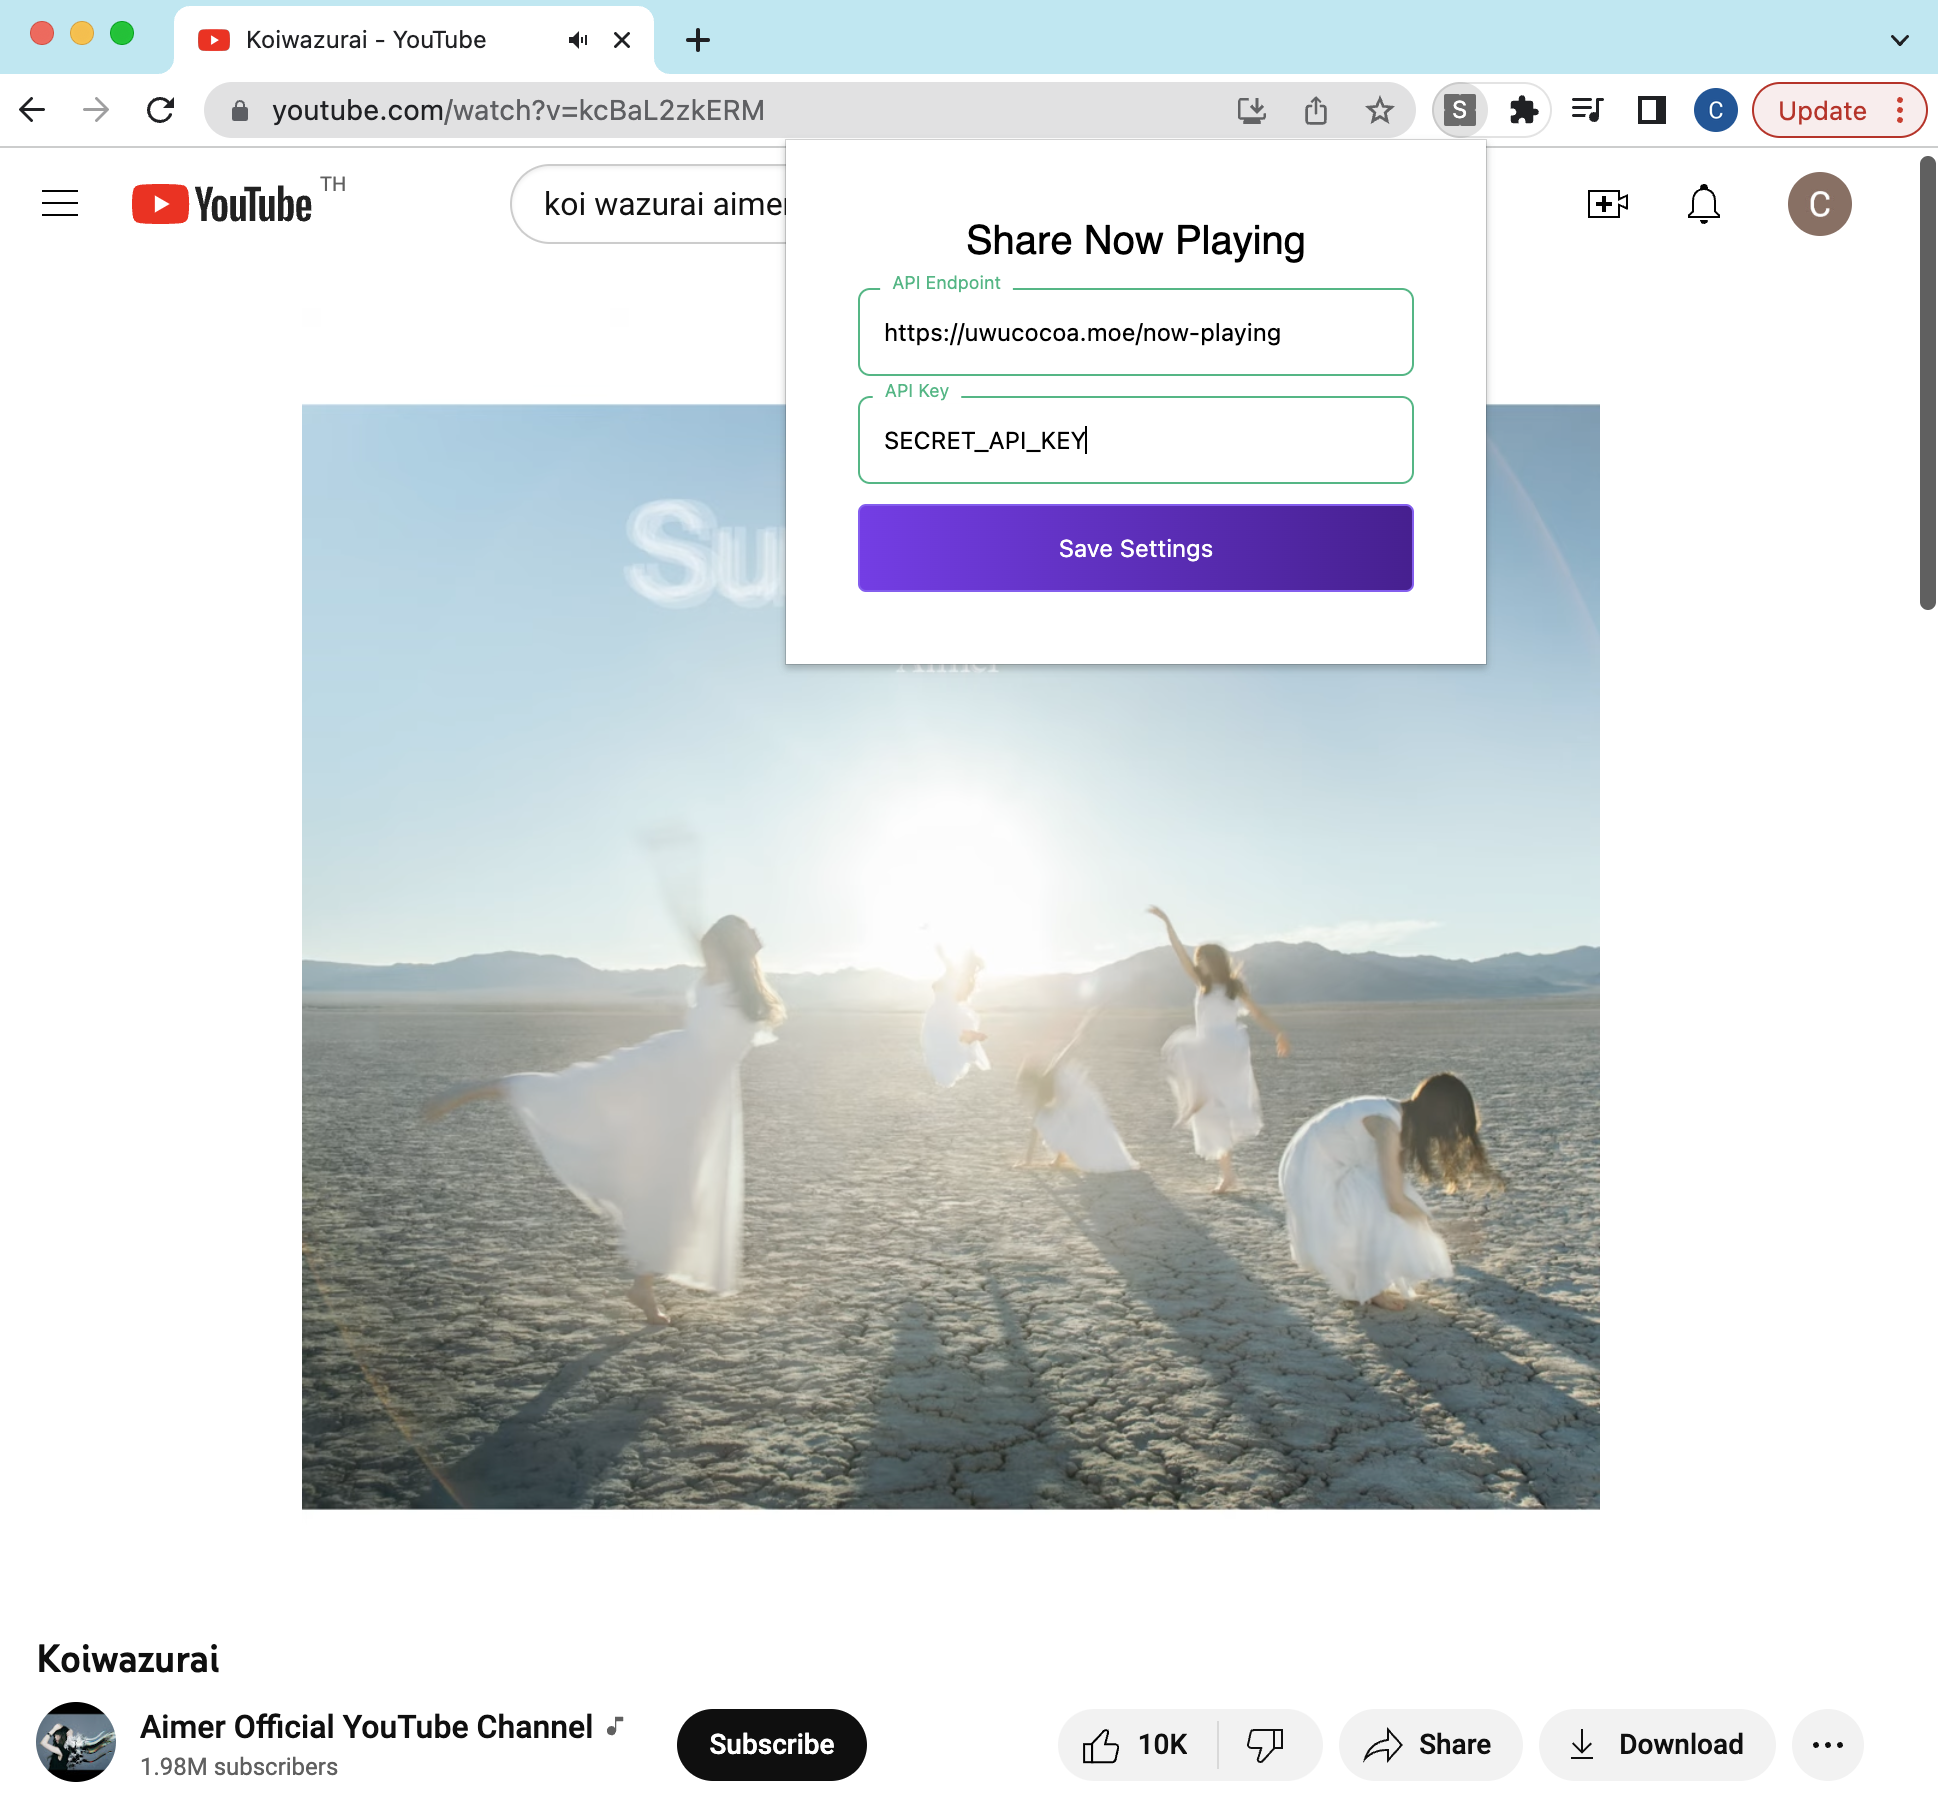 Koiwazurai - YouTube
youtube.com/watch?v=kcBaL2zkERM
S
C
Update
YouTube TH
koi wazurai aimer
C
Share Now Playing
API Endpoint
https://uwucocoa.moe/now-playing
API Key
SECRET_API_KEY
Save Settings
Su
Aimer
Koiwazurai
Aimer Official YouTube Channel
1.98M subscribers
Subscribe
10K
Share
Download